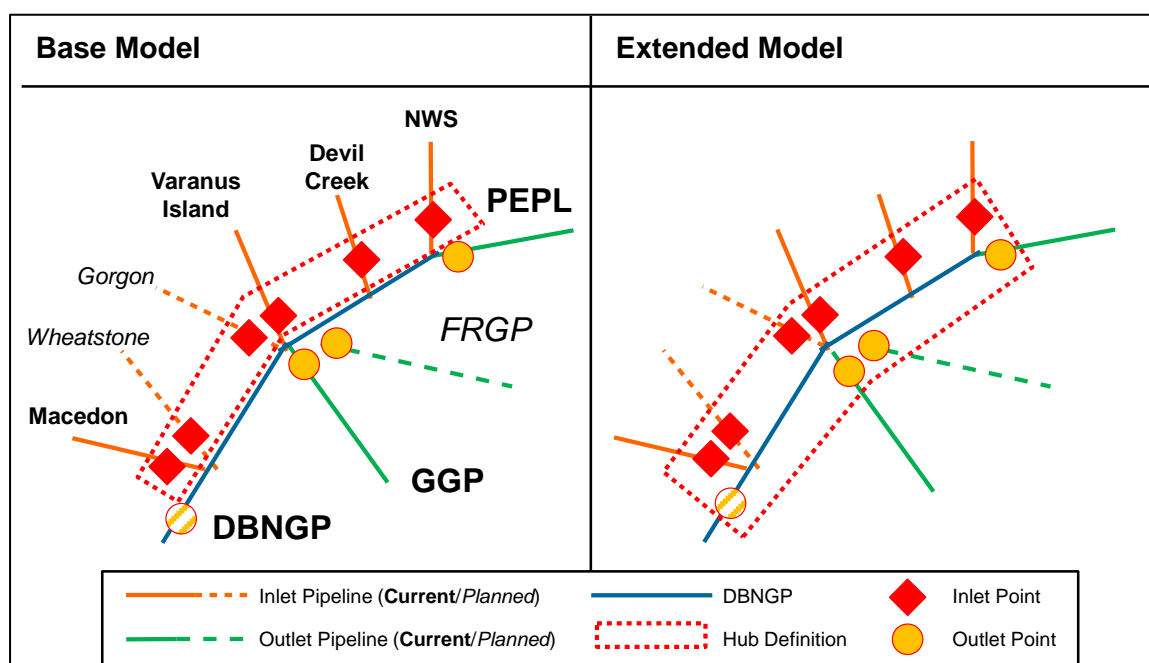 Base Model
Extended Model
NWS
Devil
Creek
Varanus
Island
PEPL
Gorgon
Wheatstone
FRGP
Macedon
GGP
DBNGP
Inlet Pipeline (Current/Planned)
DBNGP
Inlet Point
Outlet Pipeline (Current/Planned)
Hub Definition
Outlet Point